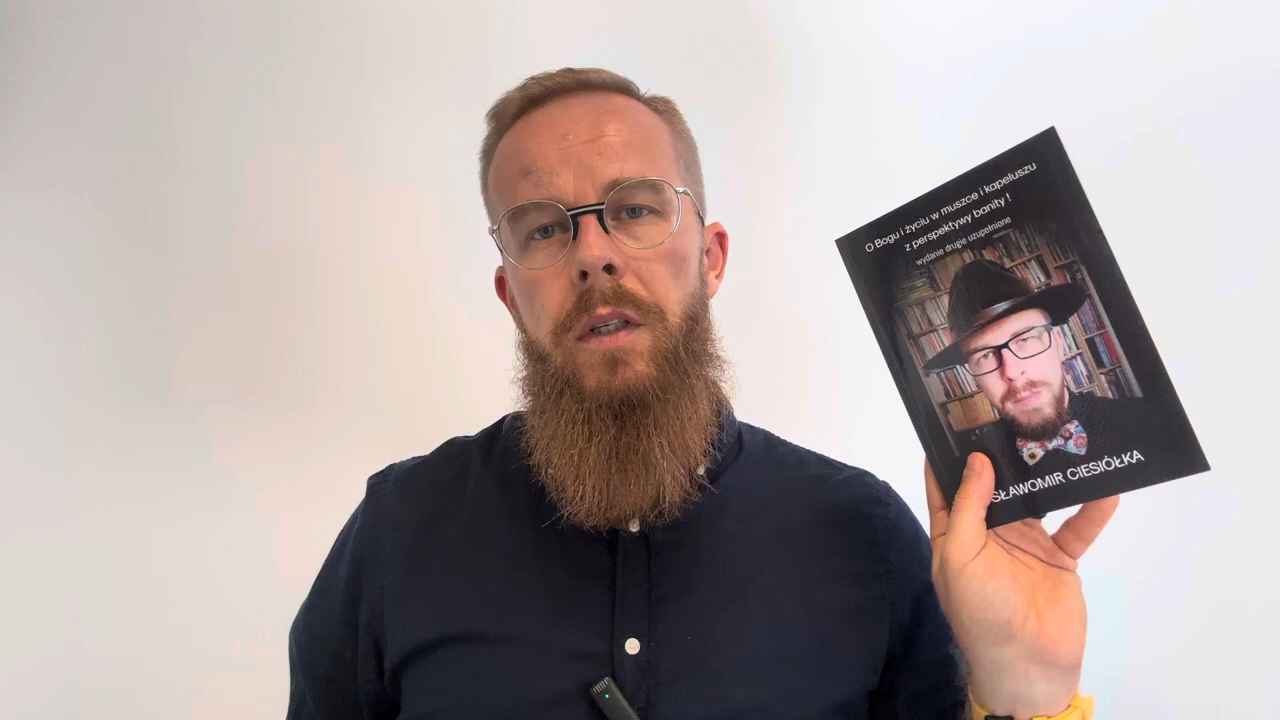 O Bogu i życiu w muszce i kapeluszu
z perspektywy banity !
wydanie drugie uzupełnione
SŁAWOMIR CIESIÓŁKA